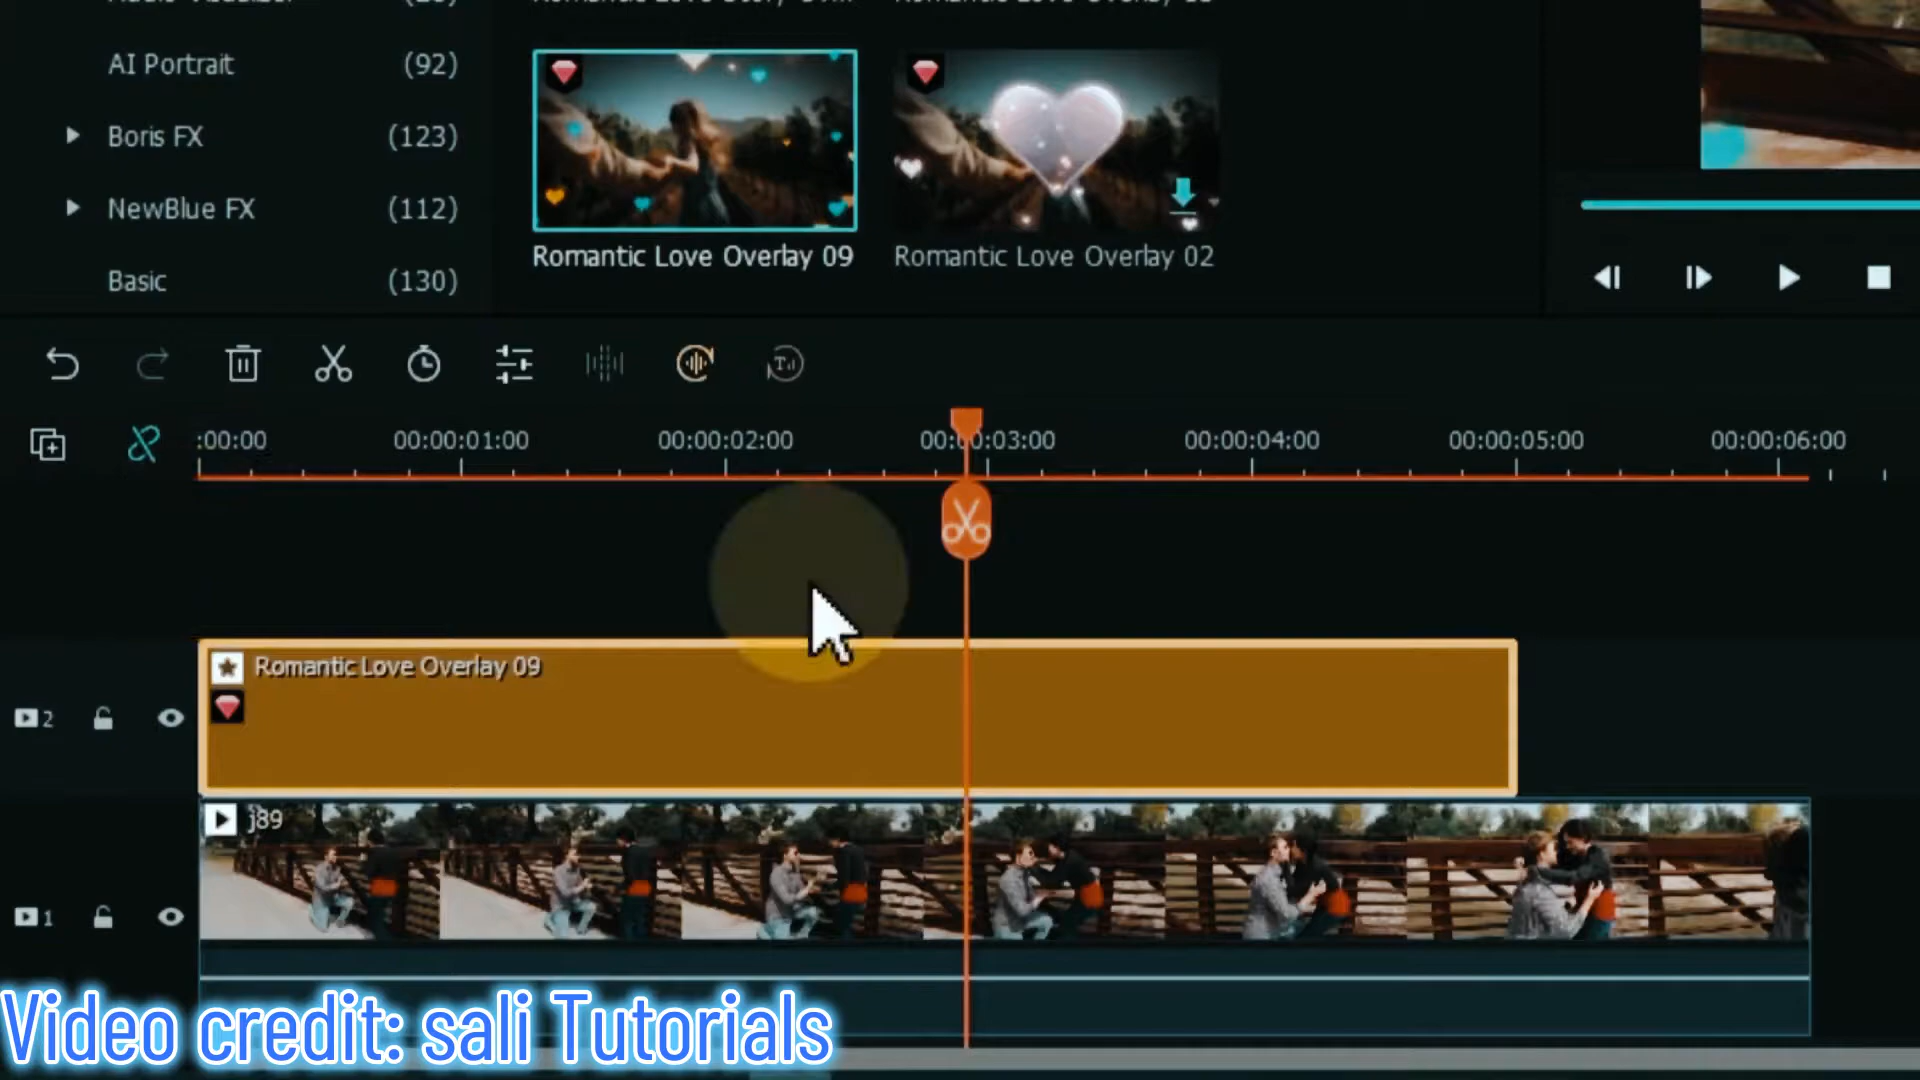 AI Portrait (92)
Boris FX (123)
NewBlue FX (112)
Basic (130)
Romantic Love Overlay 09
Romantic Love Overlay 02
:00:00 00:00:01:00 00:00:02:00 00:00:03:00 00:00:04:00 00:00:05:00 00:00:06:00
Romantic Love Overlay 09
2
j89
1
Video credit: sali Tutorials